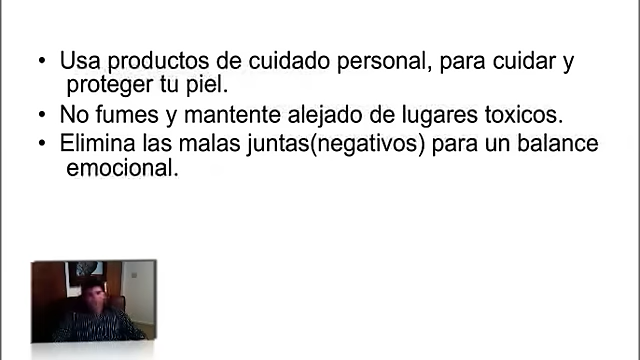 • Usa productos de cuidado personal, para cuidar y
proteger tu piel.
• No fumes y mantente alejado de lugares toxicos.
• Elimina las malas juntas(negativos) para un balance
emocional.